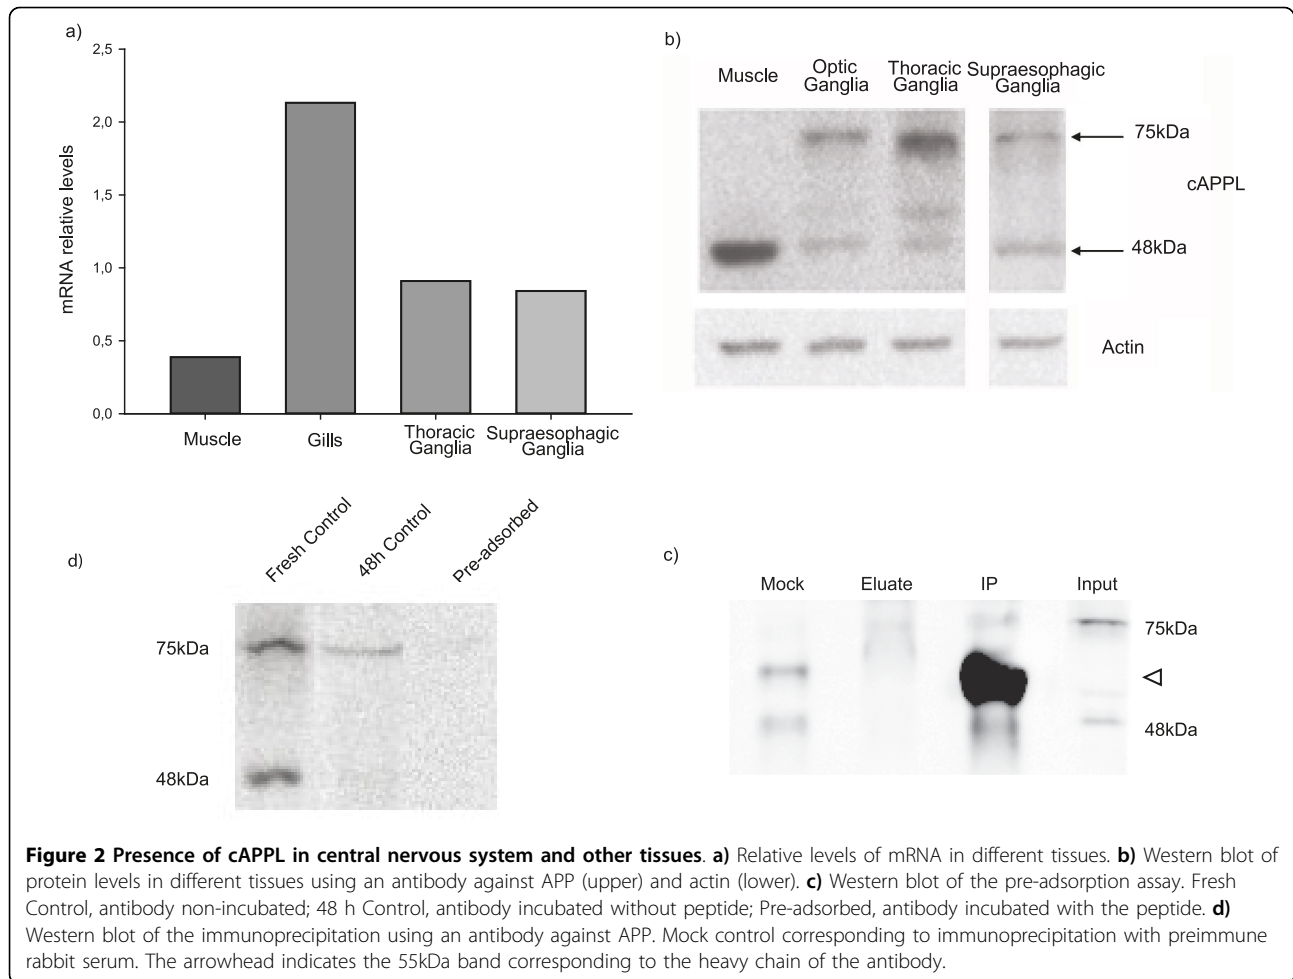 a)
2,5
2,0
1,5
1,0
0,5
0,0
mRNA relative levels
Muscle
Gills
Thoracic
Ganglia
Supraesophagic
Ganglia
b)
Muscle
Optic
Ganglia
Thoracic
Ganglia
Supraesophagic
Ganglia
75kDa
cAPPL
48kDa
Actin
d)
Fresh Control
48h Control
Pre-adsorbed
75kDa
48kDa
c)
Mock
Eluate
IP
Input
75kDa
48kDa
Figure 2 Presence of cAPPL in central nervous system and other tissues. a) Relative levels of mRNA in different tissues. b) Western blot of
protein levels in different tissues using an antibody against APP (upper) and actin (lower). c) Western blot of the pre-adsorption assay. Fresh
Control, antibody non-incubated; 48 h Control, antibody incubated without peptide; Pre-adsorbed, antibody incubated with the peptide. d)
Western blot of the immunoprecipitation using an antibody against APP. Mock control corresponding to immunoprecipitation with preimmune
rabbit serum. The arrowhead indicates the 55kDa band corresponding to the heavy chain of the antibody.